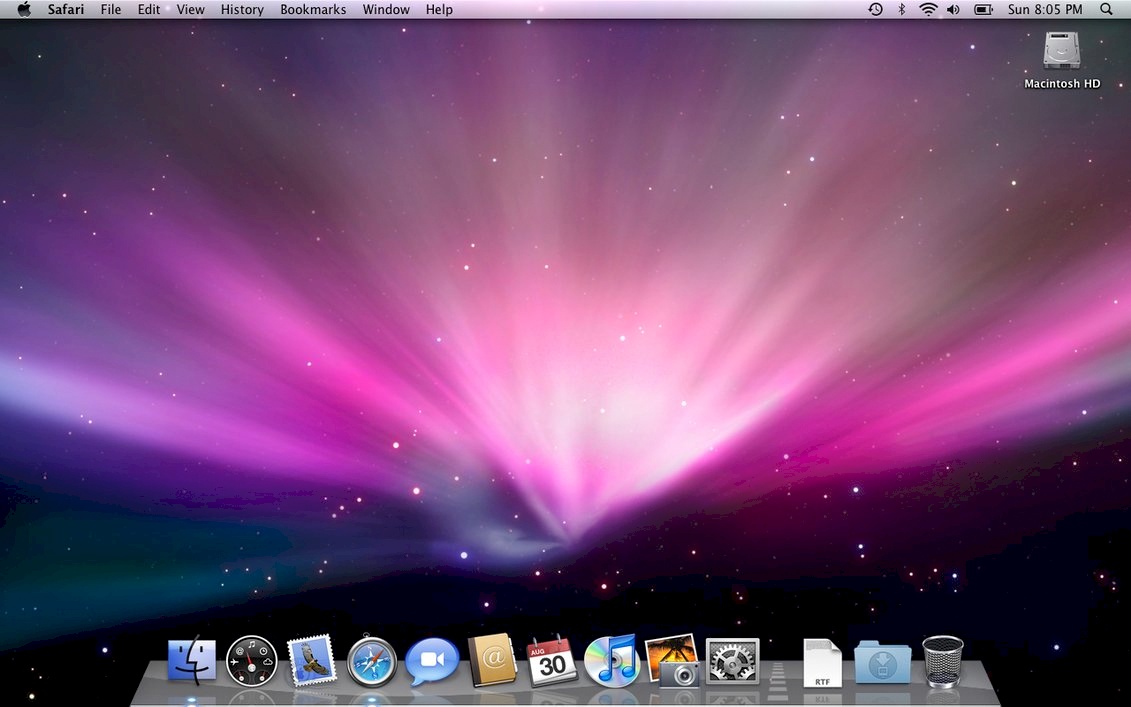 Safari File Edit View History Bookmarks Window Help Sun 8:05 PM
Macintosh HD
@
AUG
30
@
RTF